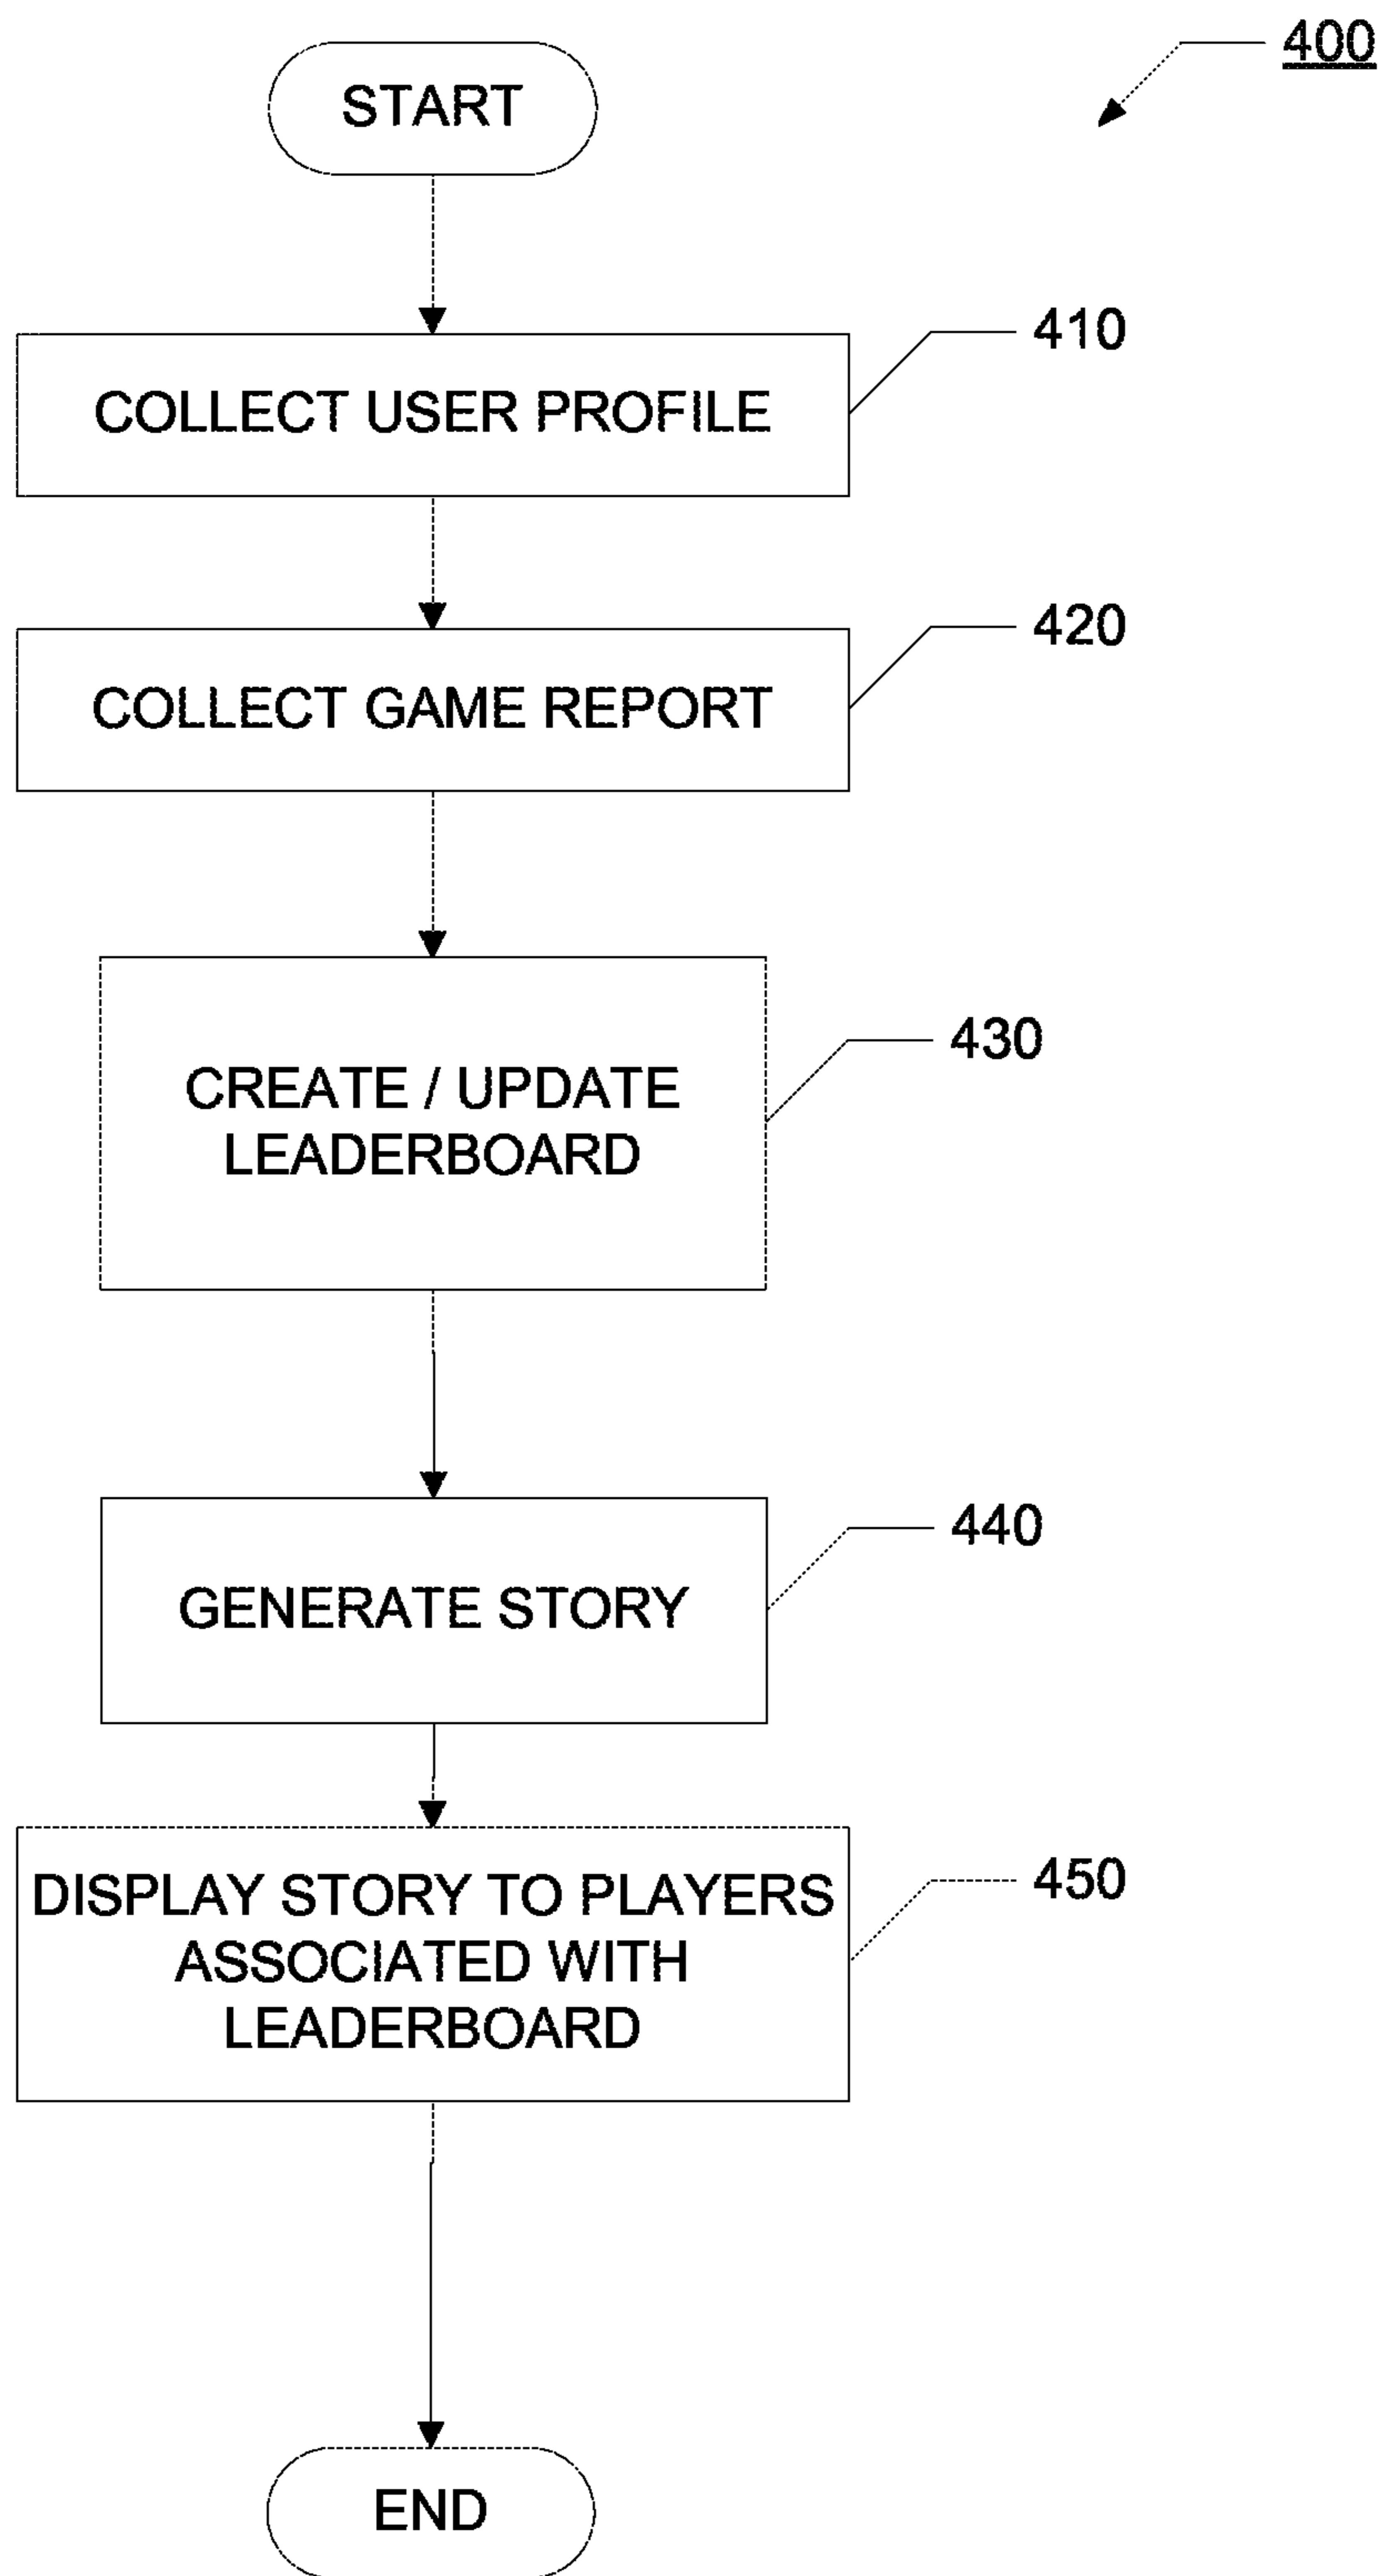 400
START
410
COLLECT USER PROFILE
420
COLLECT GAME REPORT
430
CREATE / UPDATE
LEADERBOARD
440
GENERATE STORY
450
DISPLAY STORY TO PLAYERS
ASSOCIATED WITH
LEADERBOARD
END